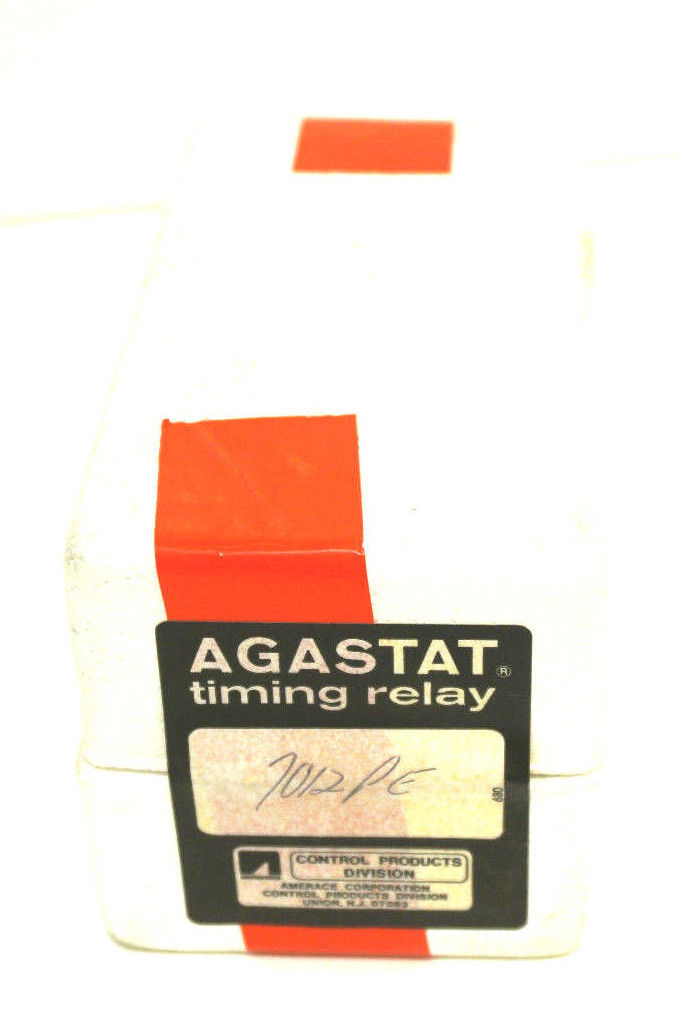 AGASTAT®
timing relay
7012PE
680
CONTROL PRODUCTS
DIVISION
AMERACE CORPORATION
CONTROL PRODUCTS DIVISION
UNION, N.J. 07083